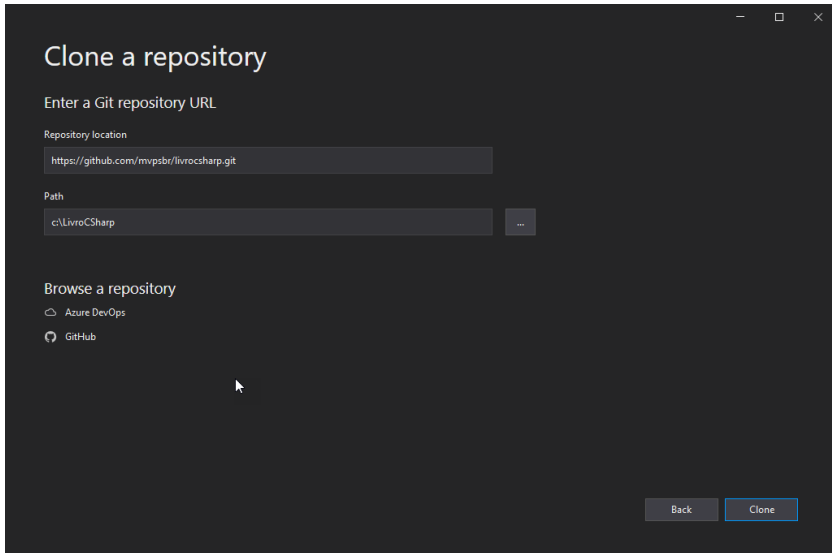 Clone a repository
Enter a Git repository URL
Repository location
https://github.com/mvpsbr/livrocsharp.git
Path
c:\LivroCSharp
...
Browse a repository
Azure DevOps
GitHub
Back
Clone